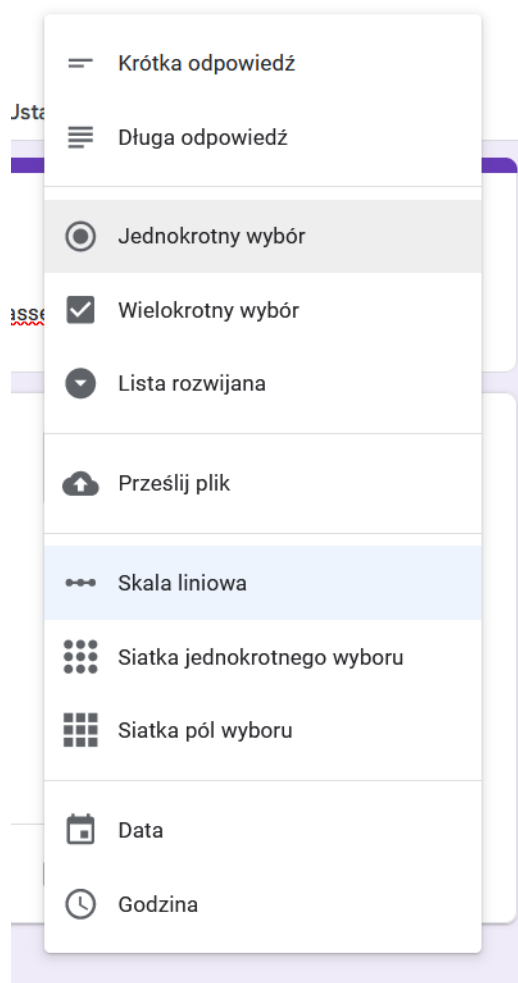 Krótka odpowiedź
Długa odpowiedź
Jednokrotny wybór
Wielokrotny wybór
Lista rozwijana
Prześlij plik
Skala liniowa
Siatka jednokrotnego wyboru
Siatka pól wyboru
Data
Godzina